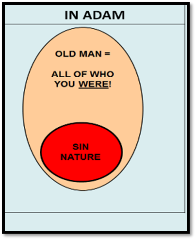 IN ADAM
OLD MAN =
ALL OF WHO
YOU WERE!
SIN
NATURE